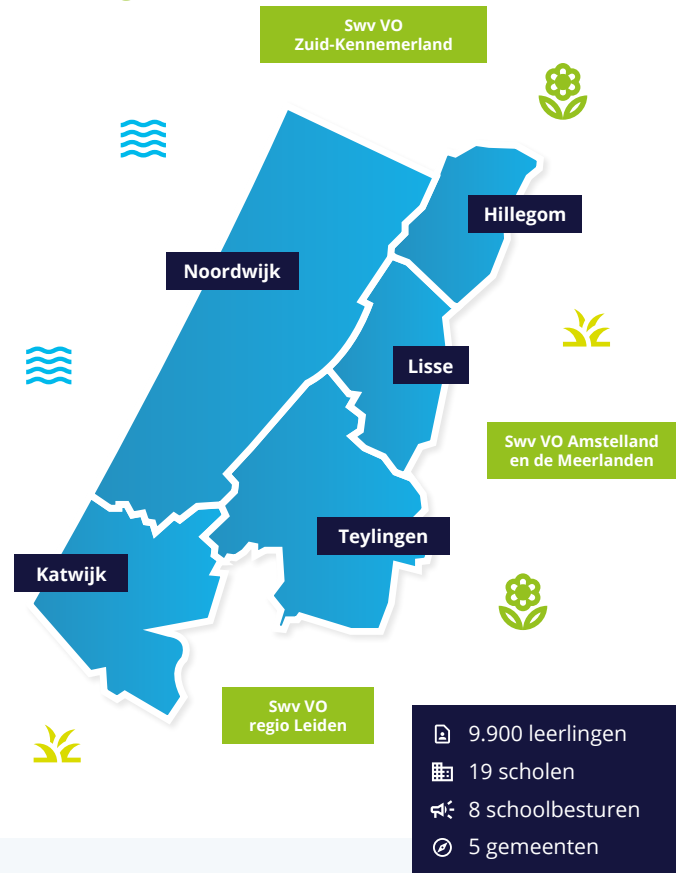 Swv VO
Zuid-Kennemerland
Hillegom
Noordwijk
Lisse
Swv VO Amstelland
en de Meerlanden
Teylingen
Katwijk
Swv VO
regio Leiden
9.900 leerlingen
19 scholen
8 schoolbesturen
5 gemeenten